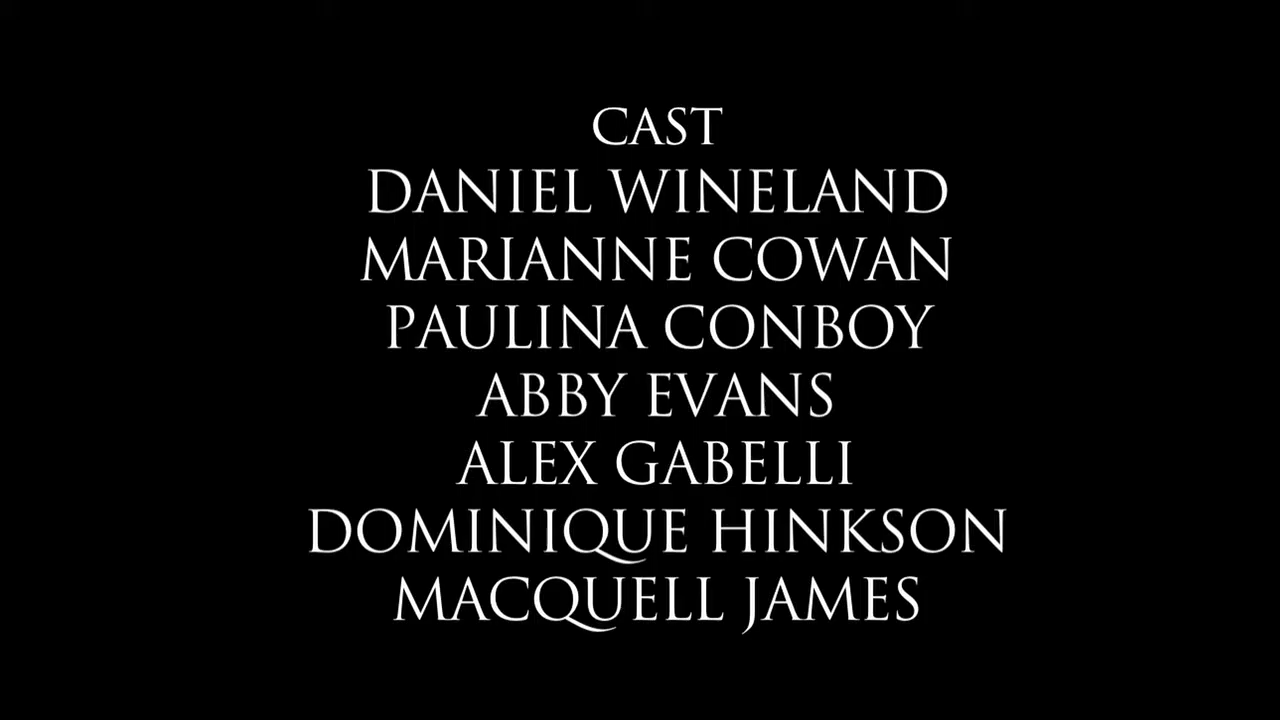 CAST
DANIEL WINELAND
MARIANNE COWAN
PAULINA CONBOY
ABBY EVANS
ALEX GABELLI
DOMINIQUE HINKSON
MACQUELL JAMES